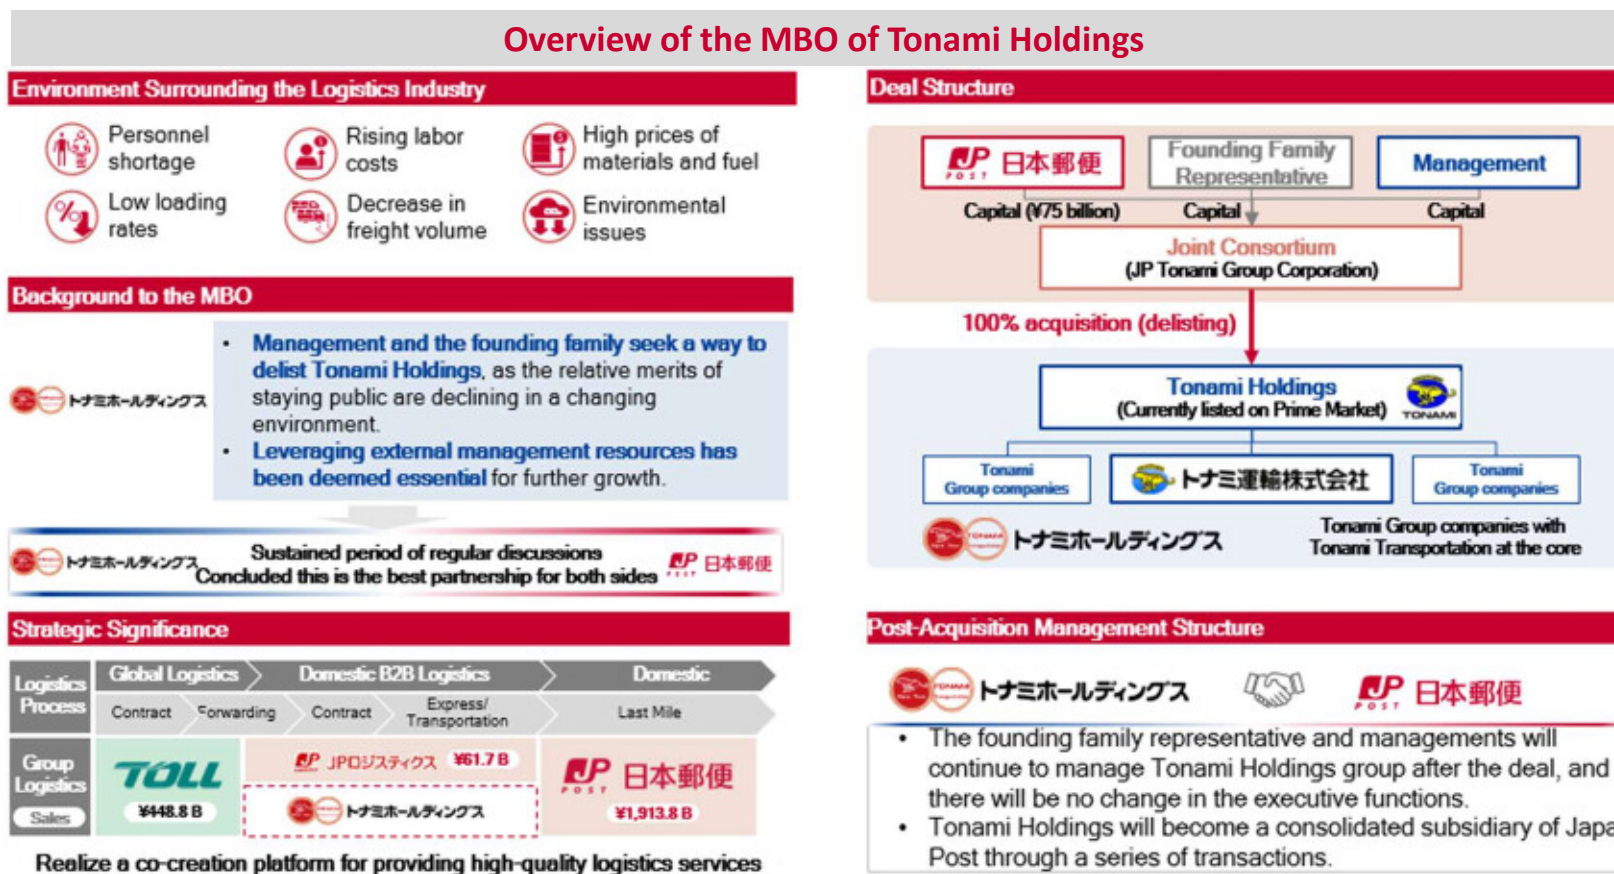 Overview of the MBO of Tonami Holdings
Environment Surrounding the Logistics Industry
Personnel
shortage
Rising labor
costs
High prices of
materials and fuel
Low loading
rates
Decrease in
freight volume
Environmental
issues
Background to the MBO
トナミホールディングス
• Management and the founding family seek a way to
delist Tonami Holdings, as the relative merits of
staying public are declining in a changing
environment.
• Leveraging external management resources has
been deemed essential for further growth.
トナミホールディングス
Sustained period of regular discussions
Concluded this is the best partnership for both sides
JP POST 日本郵便
Strategic Significance
Logistics
Process
Global Logistics
Domestic B2B Logistics
Domestic
Contract
Forwarding
Contract
Express/
Transportation
Last Mile
Group
Logistics
Sales
TOLL
¥448.8 B
JP JPロジスティクス ¥61.7 B
トナミホールディングス
JP POST 日本郵便
¥1,913.8 B
Realize a co-creation platform for providing high-quality logistics services
Deal Structure
JP POST 日本郵便
Founding Family
Representative
Management
Capital (¥75 billion)
Capital
Capital
Joint Consortium
(JP Tonami Group Corporation)
100% acquisition (delisting)
Tonami Holdings
(Currently listed on Prime Market)
TONAMI
Tonami
Group companies
トナミ運輸株式会社
Tonami
Group companies
トナミホールディングス
Tonami Group companies with
Tonami Transportation at the core
Post-Acquisition Management Structure
TONAMI
トナミホールディングス
JP POST 日本郵便
• The founding family representative and managements will
continue to manage Tonami Holdings group after the deal, and
there will be no change in the executive functions.
• Tonami Holdings will become a consolidated subsidiary of Japa
Post through a series of transactions.